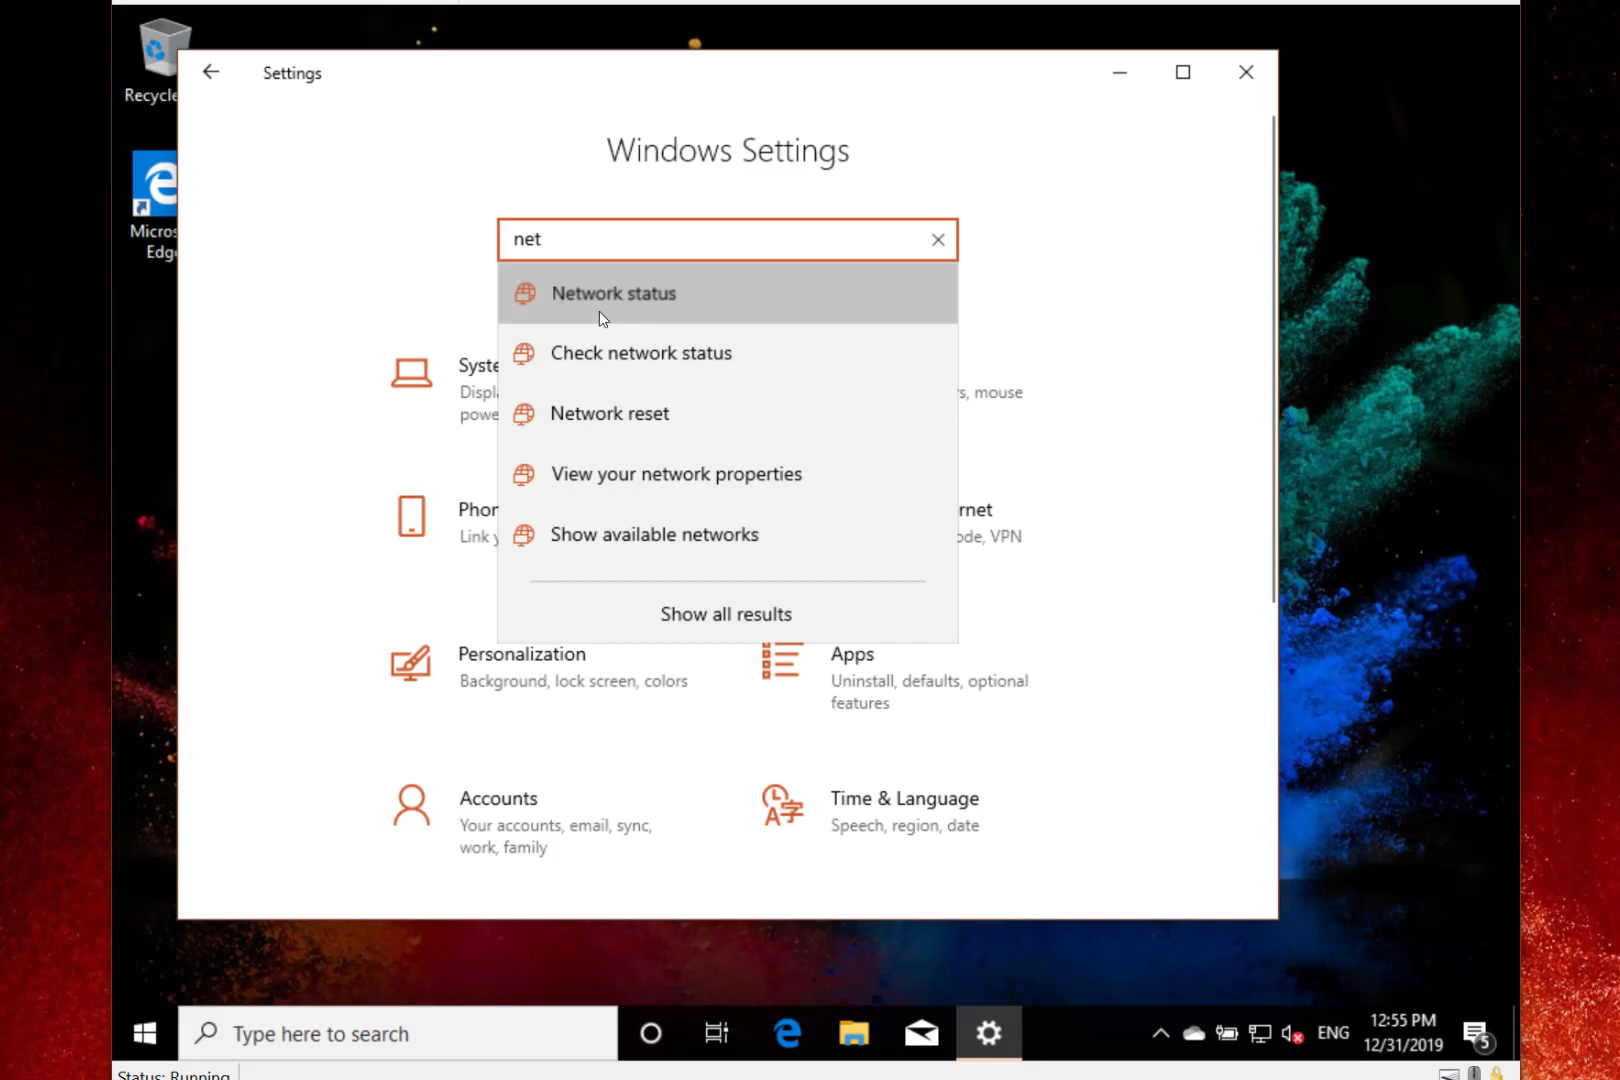 Recycle
Settings
Windows Settings
net
Micros
Edge
Network status
Check network status
Network reset
View your network properties
Show available networks
Show all results
Syste
Displ
powe
s, mouse
Phon
Link y
rnet
ode, VPN
Personalization
Background, lock screen, colors
Apps
Uninstall, defaults, optional
features
Accounts
Your accounts, email, sync,
work, family
Time & Language
Speech, region, date
Type here to search
ENG
12:55 PM
12/31/2019
5
Status: Running